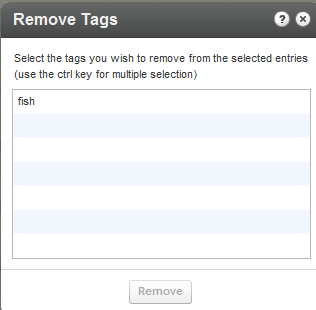 Remove Tags
?
Select the tags you wish to remove from the selected entries
(use the ctrl key for multiple selection)
fish
Remove